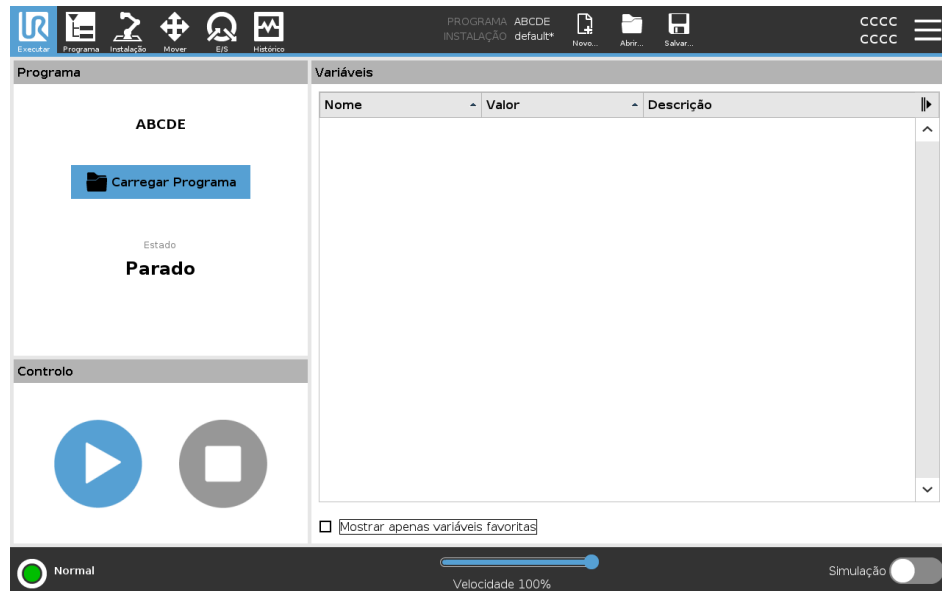 UR
Executar
Programa
Instalação
Mover
E/S
Histórico
PROGRAMA ABCDE
INSTALAÇÃO default*
Novo...
Abrir...
Salvar...
CCCC
CCCC
Programa
Variáveis
ABCDE
Carregar Programa
Estado
Parado
Nome
Valor
Descrição
Controlo
Mostrar apenas variáveis favoritas
Normal
Velocidade 100%
Simulação